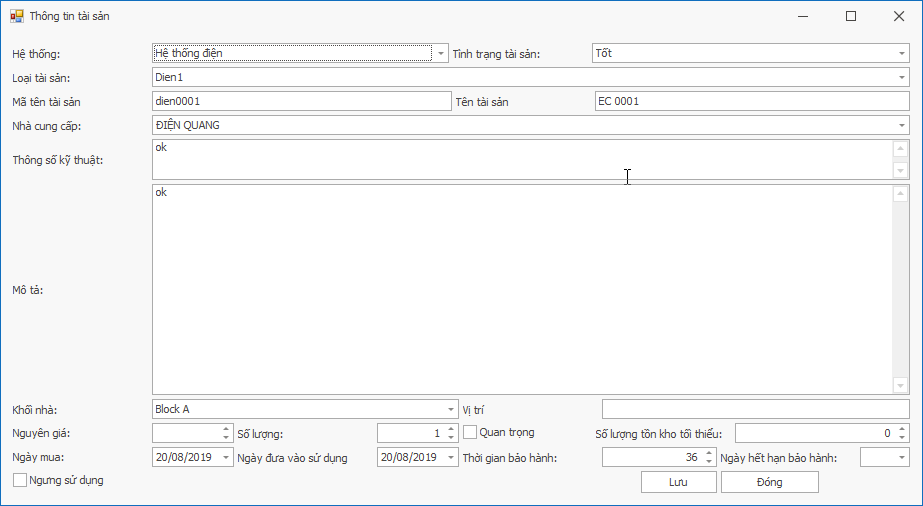 Thông tin tài sản
Hệ thống: Hệ thống điện Tình trạng tài sản: Tốt
Loại tài sản: Dien1
Mã tên tài sản dien0001 Tên tài sản EC 0001
Nhà cung cấp: ĐIỆN QUANG
Thông số kỹ thuật: ok
Mô tả: ok
Khối nhà: Block A Vị trí
Nguyên giá: Số lượng: 1 Quan trọng Số lượng tồn kho tối thiểu: 0
Ngày mua: 20/08/2019 Ngày đưa vào sử dụng 20/08/2019 Thời gian bảo hành: 36 Ngày hết hạn bảo hành:
Ngưng sử dụng Lưu Đóng